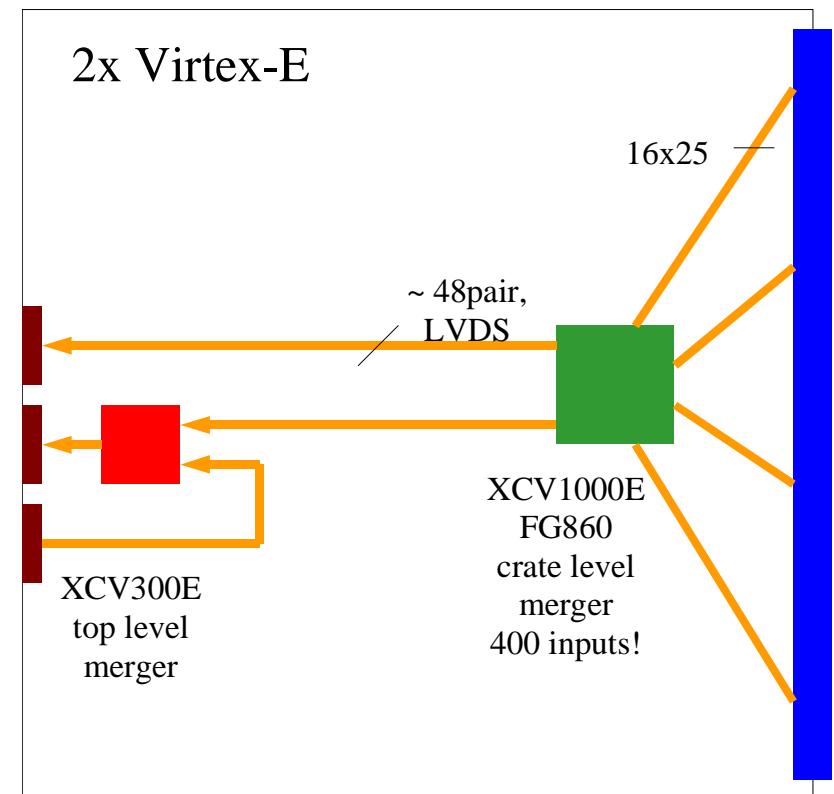 2x Virtex-E
16x25
~ 48pair,
LVDS
XCV1000E
FG860
crate level
merger
400 inputs!
XCV300E
top level
merger